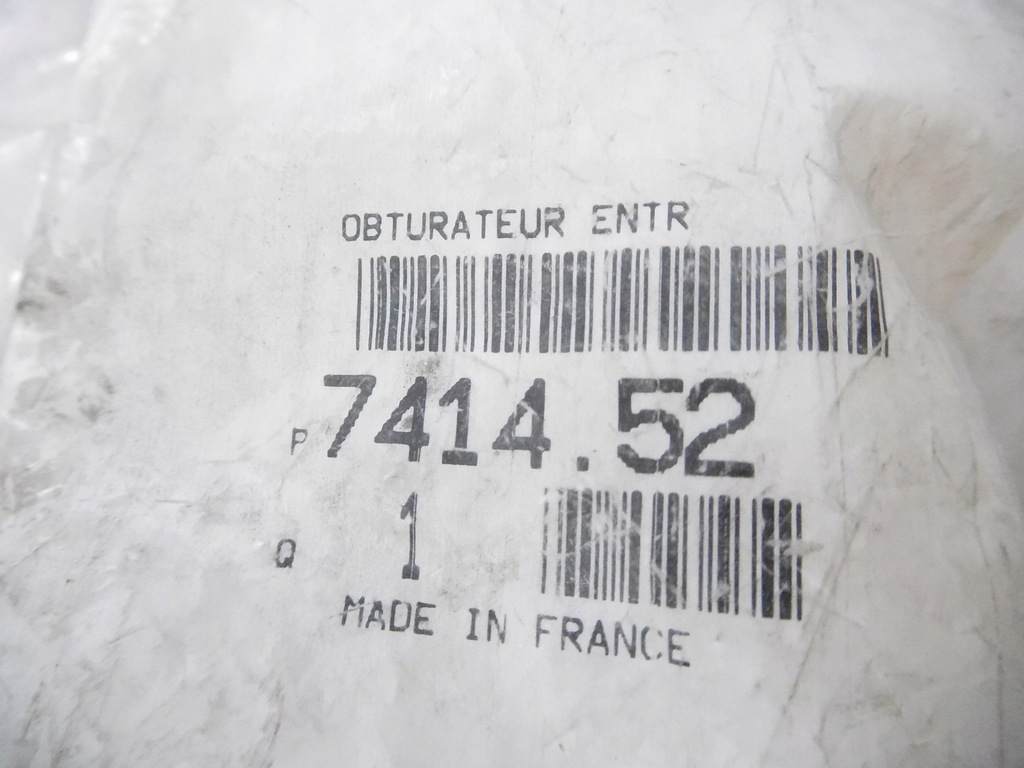 OBTURATEUR ENTR
P 7414.52
Q 1
MADE IN FRANCE